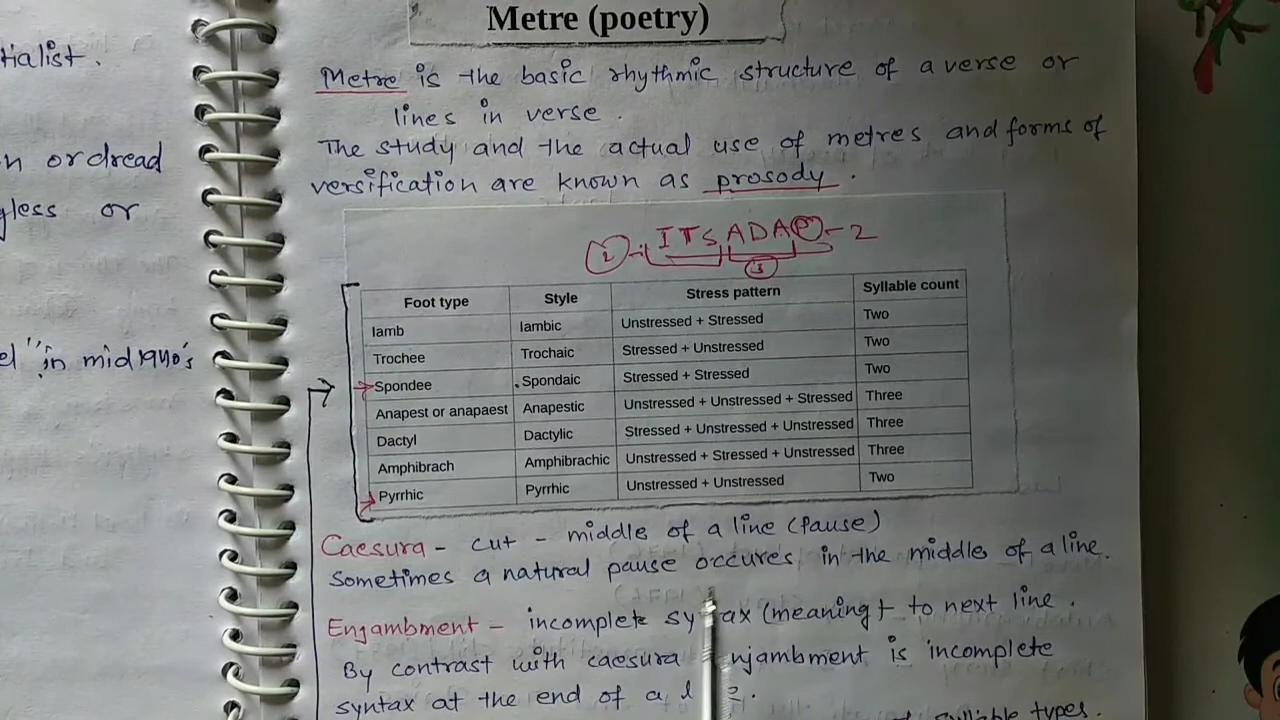 tialist.
n or dread
gless or
el" in mid 1940's
Metre (poetry)
Metre is the basic rhythmic structure of a verse or
lines in verse.
The study and the actual use of metres and forms of
versification are known as prosody.
2 ITS ADAP - 2
3
Foot type Style Stress pattern Syllable count
Iamb Iambic Unstressed + Stressed Two
Trochee Trochaic Stressed + Unstressed Two
Spondee Spondaic Stressed + Stressed Two
Anapest or anapaest Anapestic Unstressed + Unstressed + Stressed Three
Dactyl Dactylic Stressed + Unstressed + Unstressed Three
Amphibrach Amphibrachic Unstressed + Stressed + Unstressed Three
Pyrrhic Pyrrhic Unstressed + Unstressed Two
Caesura - cut - middle of a line (Pause)
Sometimes a natural pause occures in the middle of a line.
Enjambment - incomplete (meaning) to next line.
By contrast with caesura njambment is incomplete
syntax at the end of a
syllable types.